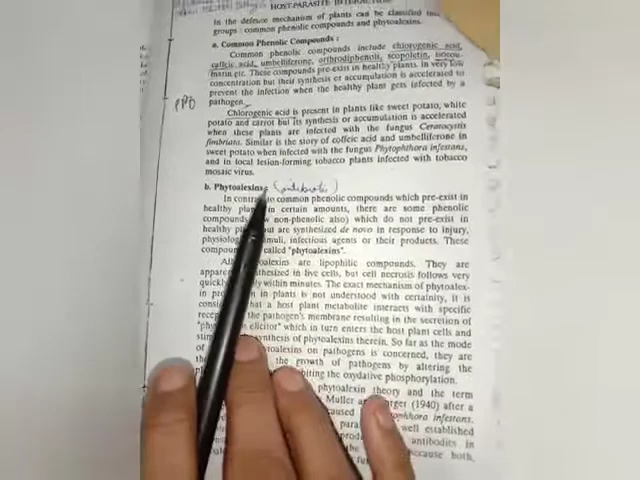 HOST-PARASITE INTERACTION
In the defence mechanism of plants can be classified into
groups : common phenolic compounds and phytoalexins.
a. Common Phenolic Compounds :
Common phenolic compounds include chlorogenic acid,
caffeic acid, umbelliferone, orthrodiphenols, scopoletin, isocou-
marin etc. These compounds pre-exist in healthy plants in very low
concentration but their synthesis or accumulation is accelerated to
prevent the infection when the healthy plant gets infected by a
pathogen.
PPO
Chlorogenic acid is present in plants like sweet potato, white
potato and carrot but its synthesis or accumulation is accelerated
when these plants are infected with the fungus Ceratocystis
fimbriata. Similar is the story of coffeic acid and umbelliferone in
sweet potato when infected with the fungus Phytophthora infestans,
and in local lesion-forming tobacco plants infected with tobacco
mosaic virus.
b. Phytoalexins (antibiotic)
In contrast to common phenolic compounds which pre-exist in
healthy plants in certain amounts, there are some phenolic
compounds non-phenolic also) which do not pre-exist in
healthy but are synthesized de novo in response to injury,
stimuli, infectious agents or their products. These
called "phytoalexins".
are lipophilic compounds. They are
in live cells, but cell necrosis follows very
quickly within minutes. The exact mechanism of phytoalex-
in in plants is not understood with certainity, it is
that a host plant metabolite interacts with specific
the pathogen's membrane resulting in the secretion of
elicitor" which in turn enters the host plant cells and
synthesis of phytoalexins therein. So far as the mode
of on pathogens is concerned, they are
the growth of pathogens by altering the
the oxydative phosphorylation.
phytoalexin theory and the term
Muller (1940) after a
infestans.
well established
antibodies in
because both,